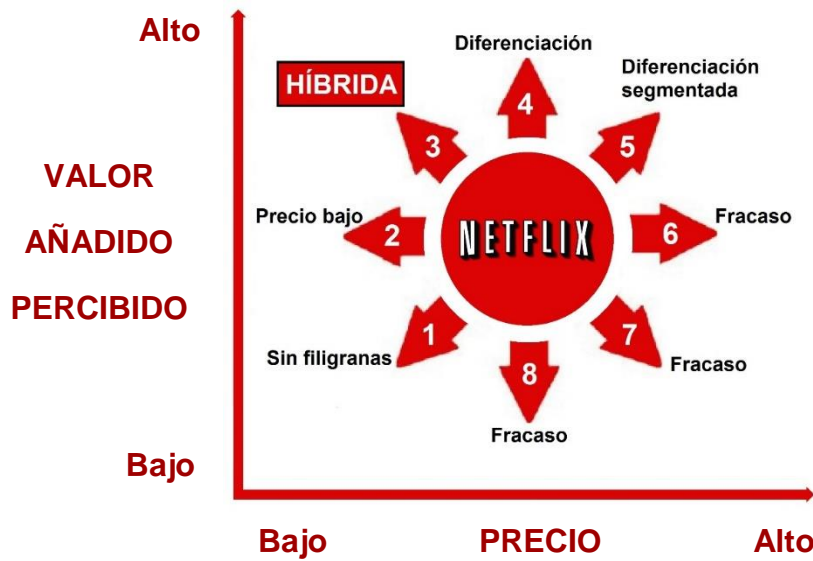 Alto
Diferenciación
HÍBRIDA
Diferenciación
segmentada
4
3
5
VALOR
AÑADIDO
PERCIBIDO
Precio bajo
2
NETFLIX
6
Fracaso
1
7
Sin filigranas
8
Fracaso
Fracaso
Bajo
Bajo
PRECIO
Alto